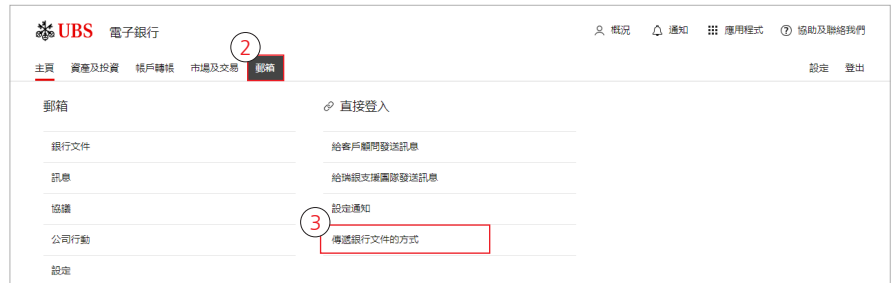 UBS 電子銀行 概況 通知 應用程式 協助及聯絡我們
2
主頁 資產及投資 帳戶轉帳 市場及交易 郵箱 設定 登出
郵箱 直接登入
銀行文件 給客戶顧問發送訊息
訊息 給瑞銀支援團隊發送訊息
協議 設定通知
3
公司行動 傳遞銀行文件的方式
設定